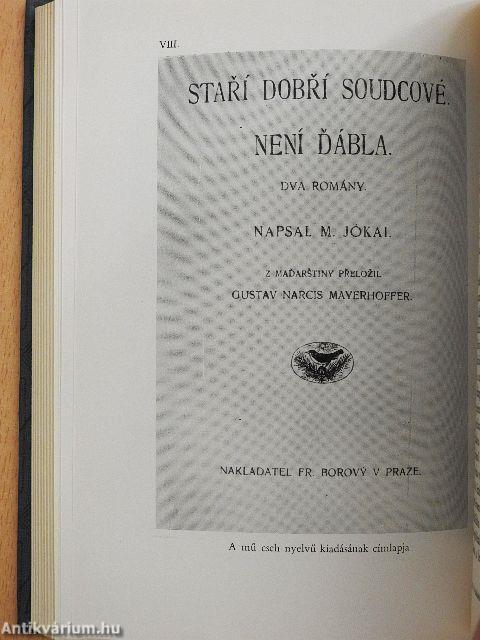 VIII.
STAŘÍ DOBŘÍ SOUDCOVÉ.
NENÍ ĎÁBLA.
DVA ROMÁNY.
NAPSAL M. JÓKAI.
Z MAĎARŠTINY PŘELOŽIL
GUSTAV NARCIS MAYERHOFFER.
NAKLADATEL FR. BOROVÝ V PRAZE.
A mű cseh nyelvű kiadásának címlapja
Antikvárium.hu